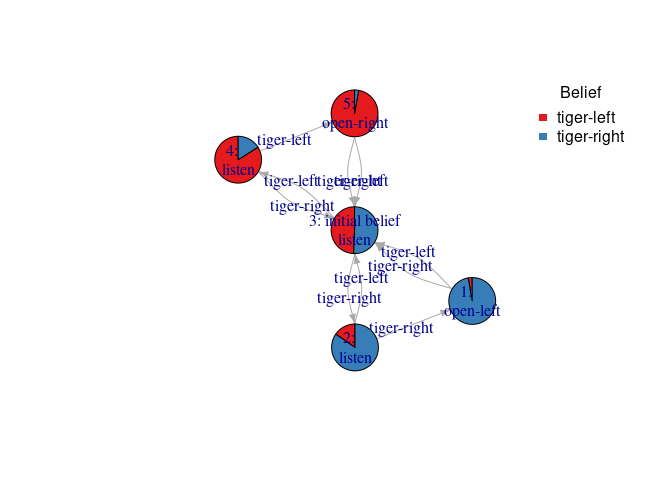 Belief
tiger-left
tiger-right
5:
open-right
tiger-left
4:
listen
tiger-left
tiger-right
tiger-left
tiger-right
3: initial belief
listen
tiger-left
tiger-right
tiger-left
tiger-right
1:
open-left
tiger-right
2:
listen